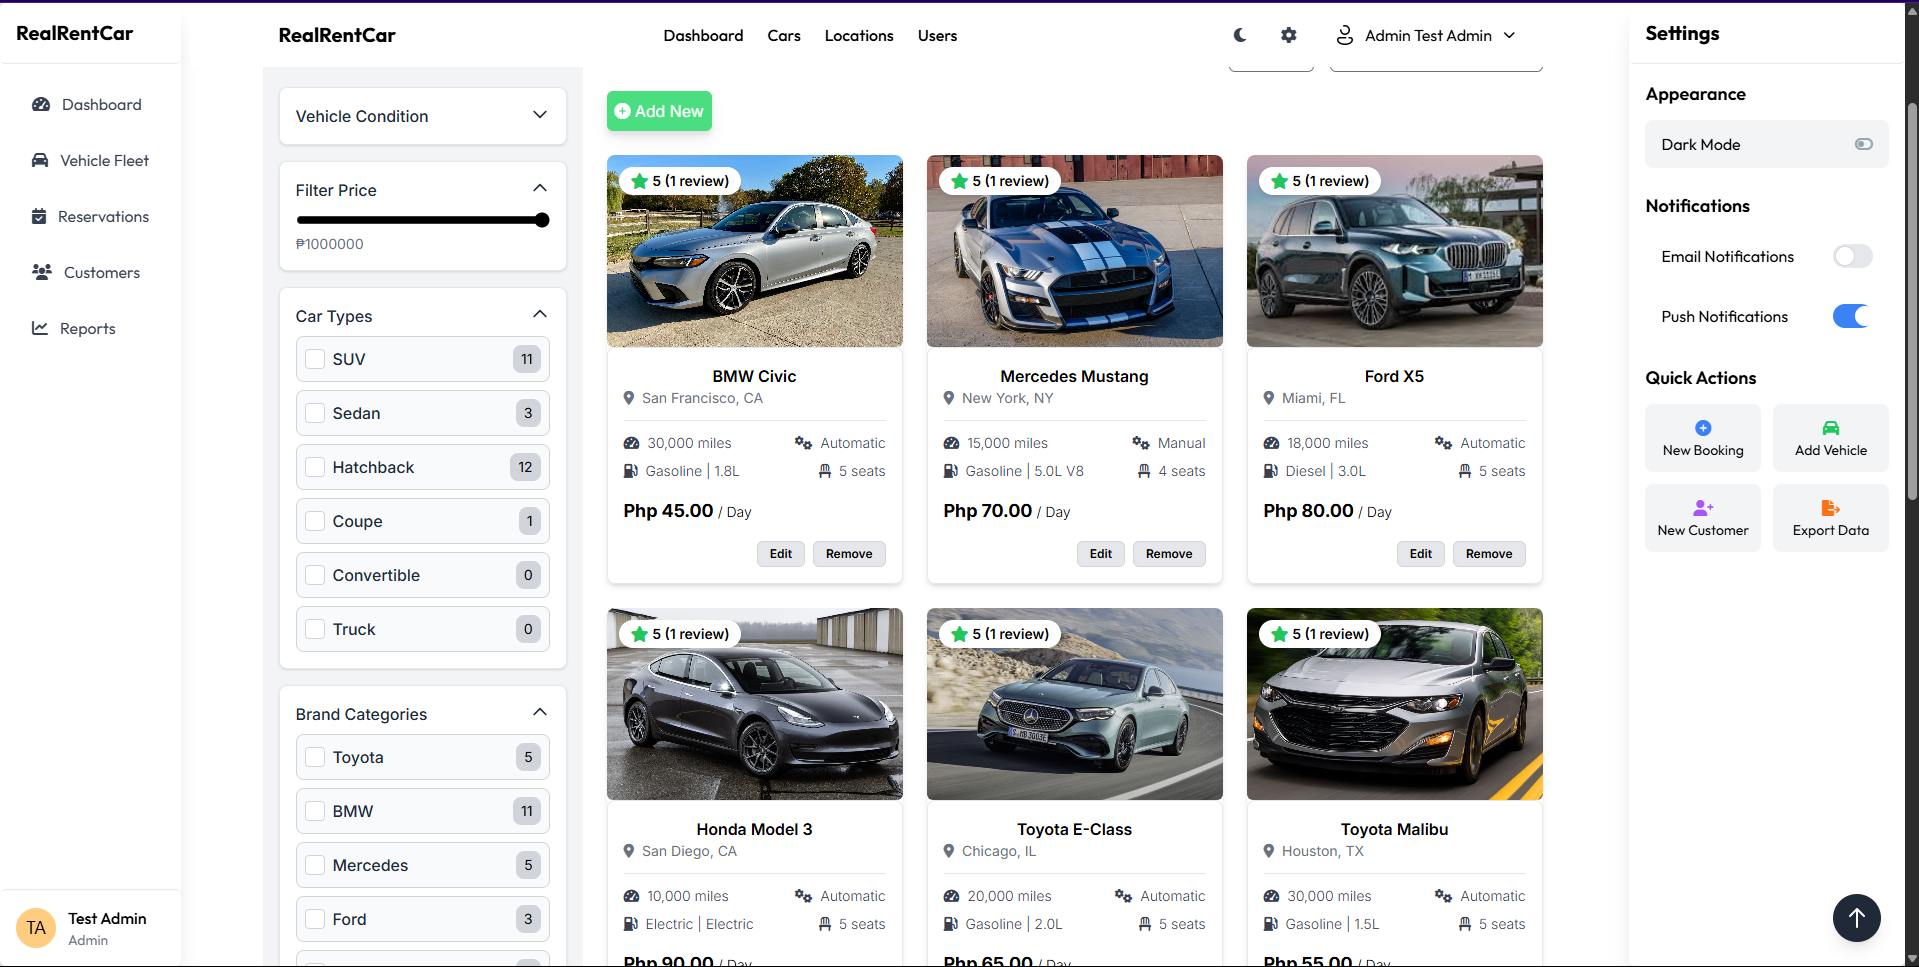 RealRentCar
Dashboard
Vehicle Fleet
Reservations
Customers
Reports
TA
Test Admin
Admin
RealRentCar
Dashboard
Cars
Locations
Users
Admin Test Admin
Vehicle Condition
Filter Price
₱1000000
Car Types
SUV 11
Sedan 3
Hatchback 12
Coupe 1
Convertible 0
Truck 0
Brand Categories
Toyota 5
BMW 11
Mercedes 5
Ford 3
Add New
5 (1 review)
BMW Civic
San Francisco, CA
30,000 miles
Automatic
Gasoline | 1.8L
5 seats
Php 45.00 / Day
Edit
Remove
5 (1 review)
Mercedes Mustang
New York, NY
15,000 miles
Manual
Gasoline | 5.0L V8
4 seats
Php 70.00 / Day
Edit
Remove
5 (1 review)
Ford X5
Miami, FL
18,000 miles
Automatic
Diesel | 3.0L
5 seats
Php 80.00 / Day
Edit
Remove
5 (1 review)
Honda Model 3
San Diego, CA
10,000 miles
Automatic
Electric | Electric
5 seats
Php 90.00 / Day
5 (1 review)
Toyota E-Class
Chicago, IL
20,000 miles
Automatic
Gasoline | 2.0L
5 seats
Php 65.00 / Day
5 (1 review)
Toyota Malibu
Houston, TX
30,000 miles
Automatic
Gasoline | 1.5L
5 seats
Php 55.00 / Day
Settings
Appearance
Dark Mode
Notifications
Email Notifications
Push Notifications
Quick Actions
New Booking
Add Vehicle
New Customer
Export Data